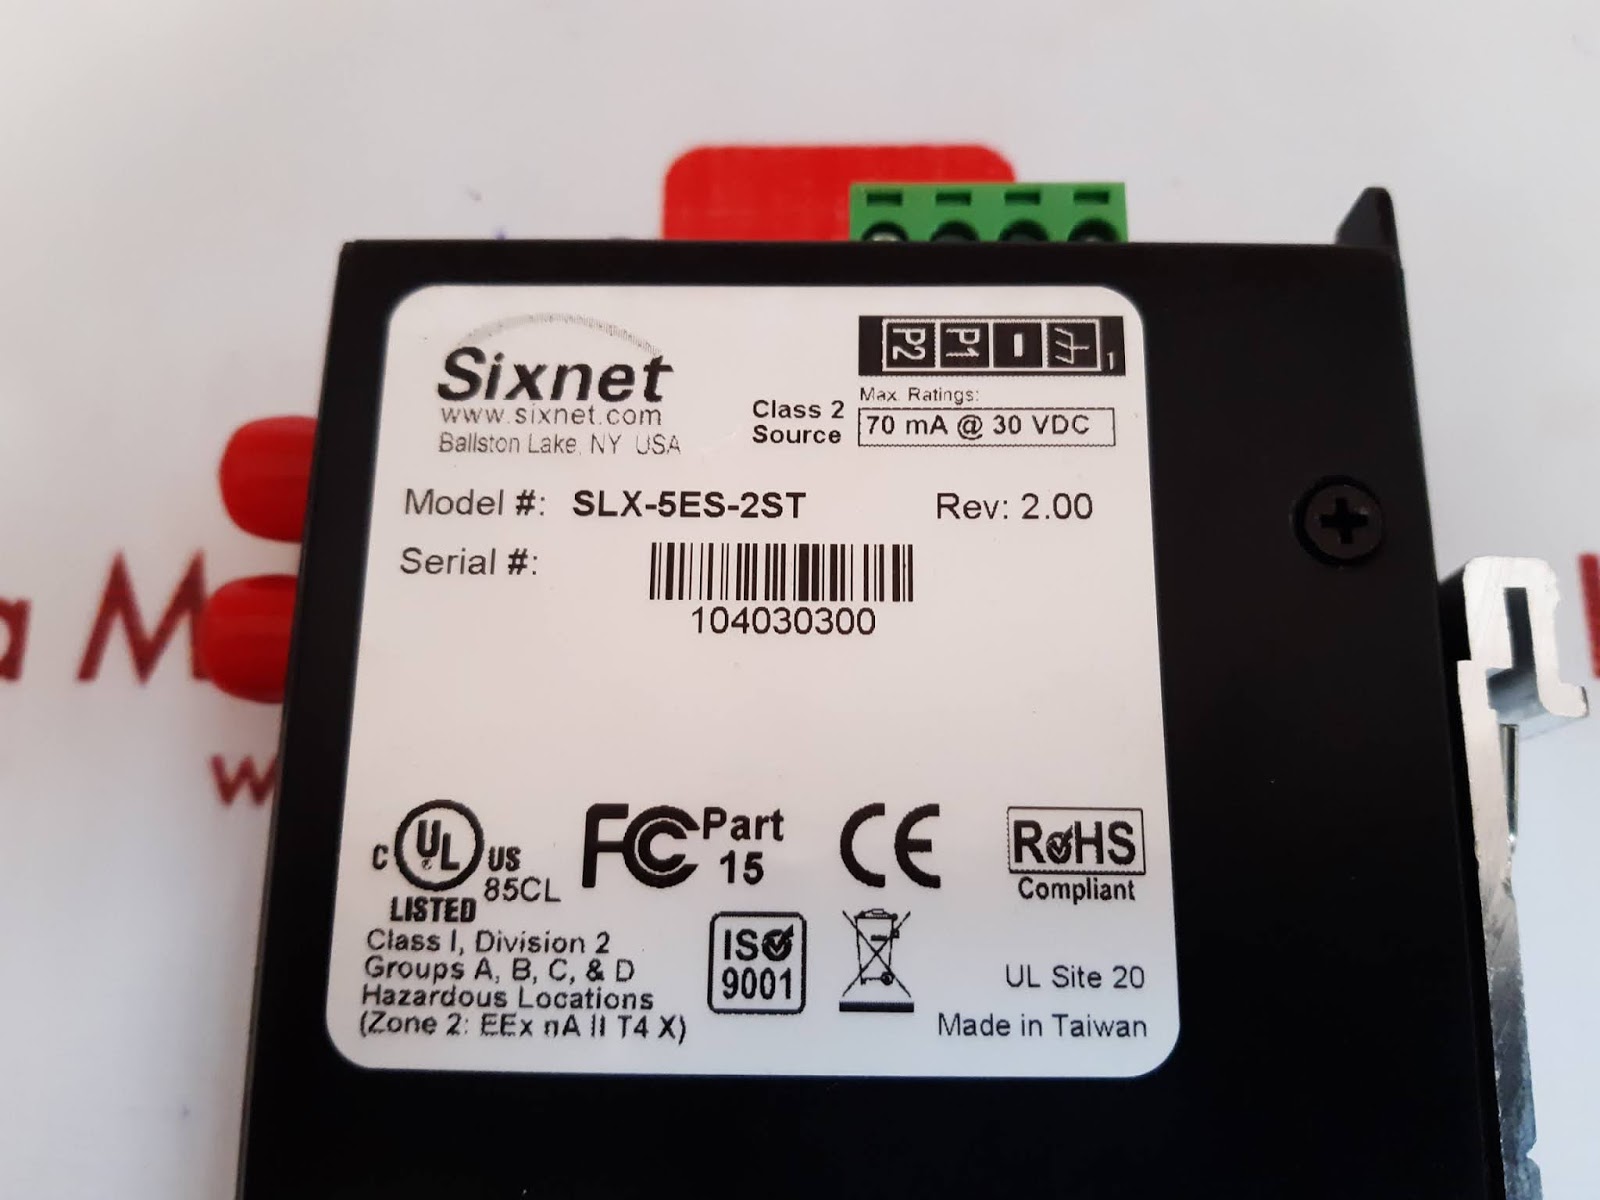 Sixnet
www.sixnet.com
Ballston Lake, NY USA
P2 P1 - 1
Max. Ratings:
Class 2 Source
70 mA @ 30 VDC
Model #: SLX-5ES-2ST Rev: 2.00
Serial #:
104030300
C UL US
LISTED 85CL
FC Part 15
CE
RoHS
Compliant
Class I, Division 2
Groups A, B, C, & D
Hazardous Locations
(Zone 2: EEx nA II T4 X)
ISO
9001
UL Site 20
Made in Taiwan
a M
w